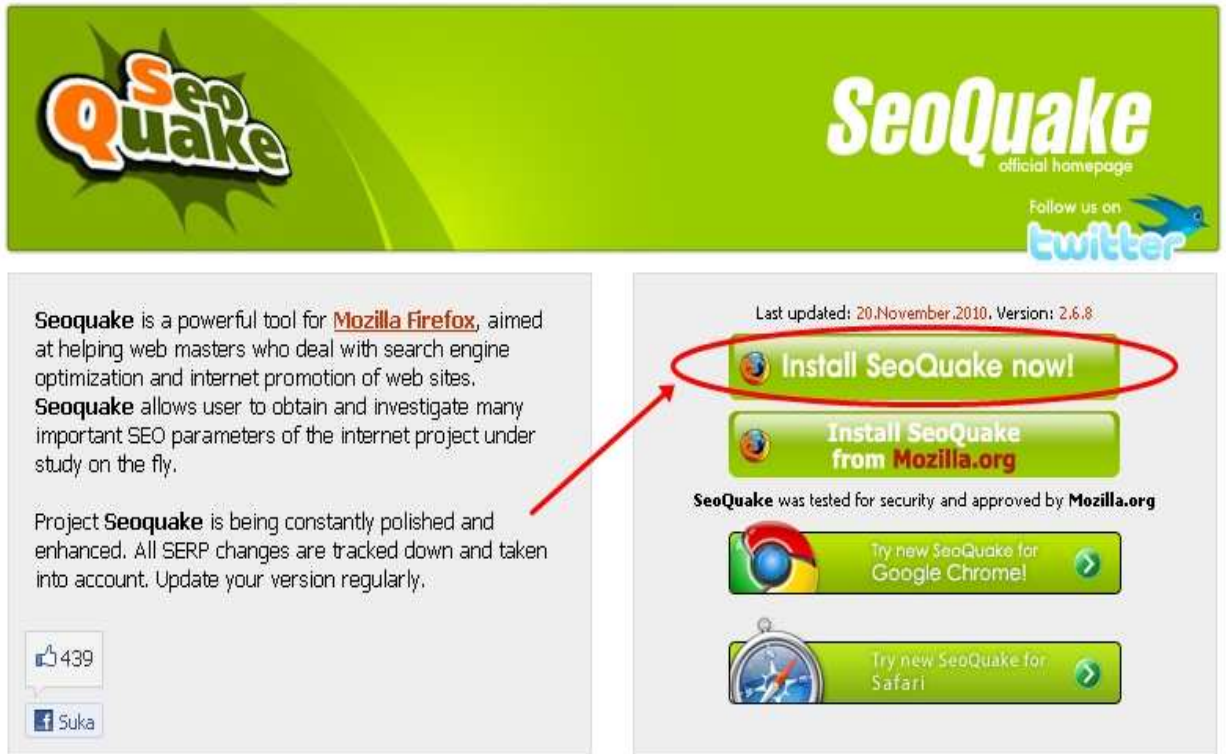 Seo
Quake
SeoQuake
official homepage
Follow us on
twitter
Seoquake is a powerful tool for Mozilla Firefox, aimed
at helping web masters who deal with search engine
optimization and internet promotion of web sites.
Seoquake allows user to obtain and investigate many
important SEO parameters of the internet project under
study on the fly.
Project Seoquake is being constantly polished and
enhanced. All SERP changes are tracked down and taken
into account. Update your version regularly.
439
Suka
Last updated: 20.November.2010. Version: 2.6.8
Install SeoQuake now!
Install SeoQuake
from Mozilla.org
SeoQuake was tested for security and approved by Mozilla.org
Try new SeoQuake for
Google Chrome!
Try new SeoQuake for
Safari